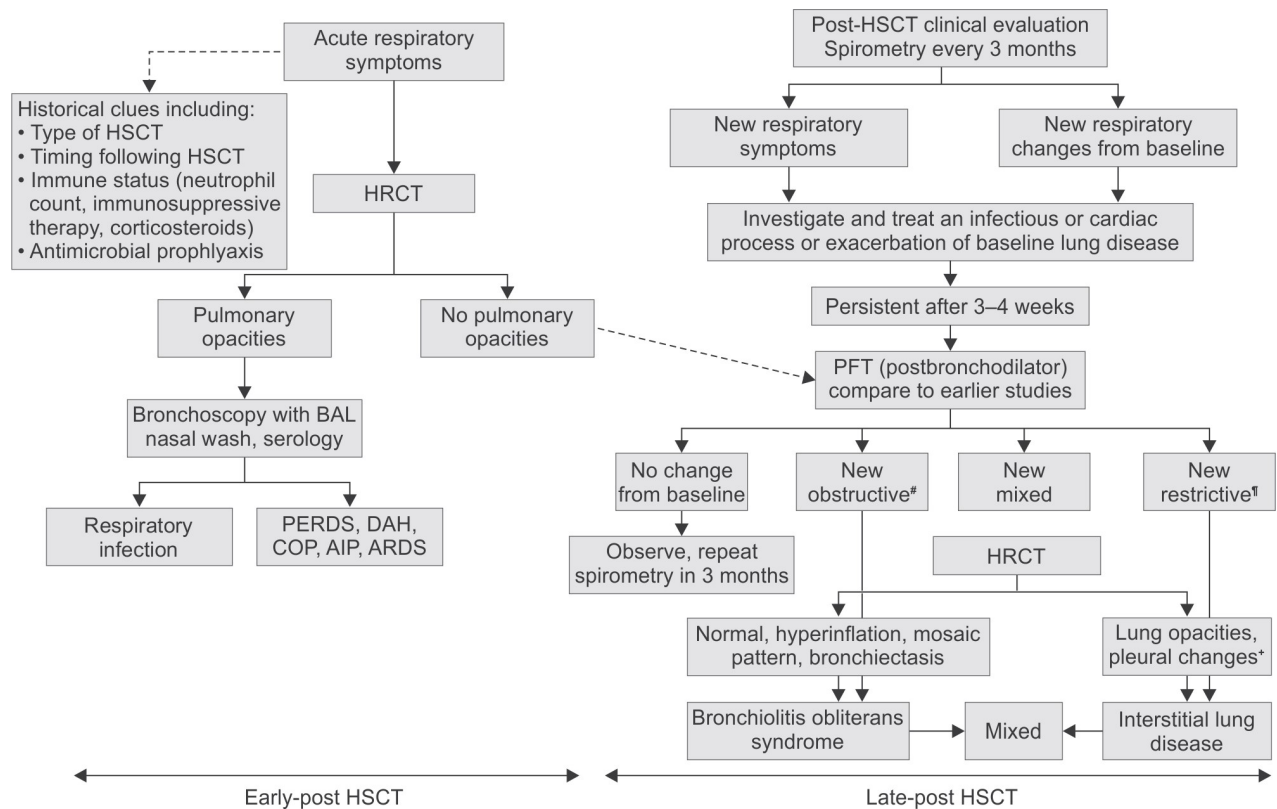 Acute respiratory
symptoms
Historical clues including:
• Type of HSCT
• Timing following HSCT
• Immune status (neutrophil
count, immunosuppressive
therapy, corticosteroids)
• Antimicrobial prophlyaxis
HRCT
Pulmonary
opacities
No pulmonary
opacities
Bronchoscopy with BAL
nasal wash, serology
Respiratory
infection
PERDS, DAH,
COP, AIP, ARDS
Early-post HSCT
Post-HSCT clinical evaluation
Spirometry every 3 months
New respiratory
symptoms
New respiratory
changes from baseline
Investigate and treat an infectious or cardiac
process or exacerbation of baseline lung disease
Persistent after 3–4 weeks
PFT (postbronchodilator)
compare to earlier studies
No change
from baseline
New
obstructive#
New
mixed
New
restrictive¶
Observe, repeat
spirometry in 3 months
HRCT
Normal, hyperinflation, mosaic
pattern, bronchiectasis
Lung opacities,
pleural changes+
Bronchiolitis obliterans
syndrome
Mixed
Interstitial lung
disease
Late-post HSCT